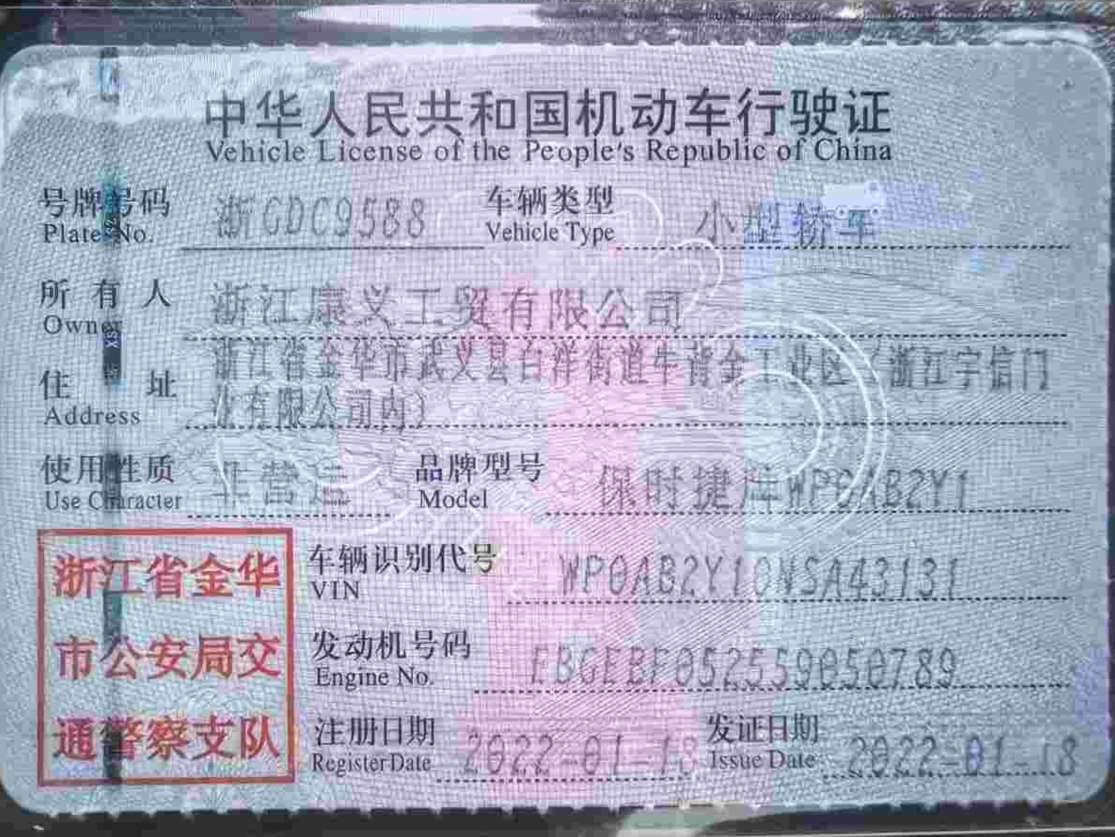 中华人民共和国机动车行驶证
Vehicle License of the People's Republic of China
号牌号码 浙GDC9588 车辆类型 小型轿车
Plate No. Vehicle Type
所有人 浙江康义工贸有限公司
Owner
住址 浙江省金华市武义县白洋街道牛背金工业区（浙江宇信门
Address 业有限公司内）
使用性质 非营运 品牌型号 保时捷牌WP0AB2Y1
Use Character Model
浙江省金华
市公安局交
通警察支队
车辆识别代号 WP0AB2Y10NSA43131
VIN
发动机号码 EBGEBF052559050789
Engine No.
注册日期 2022-01-18 发证日期 2022-01-18
Register Date Issue Date